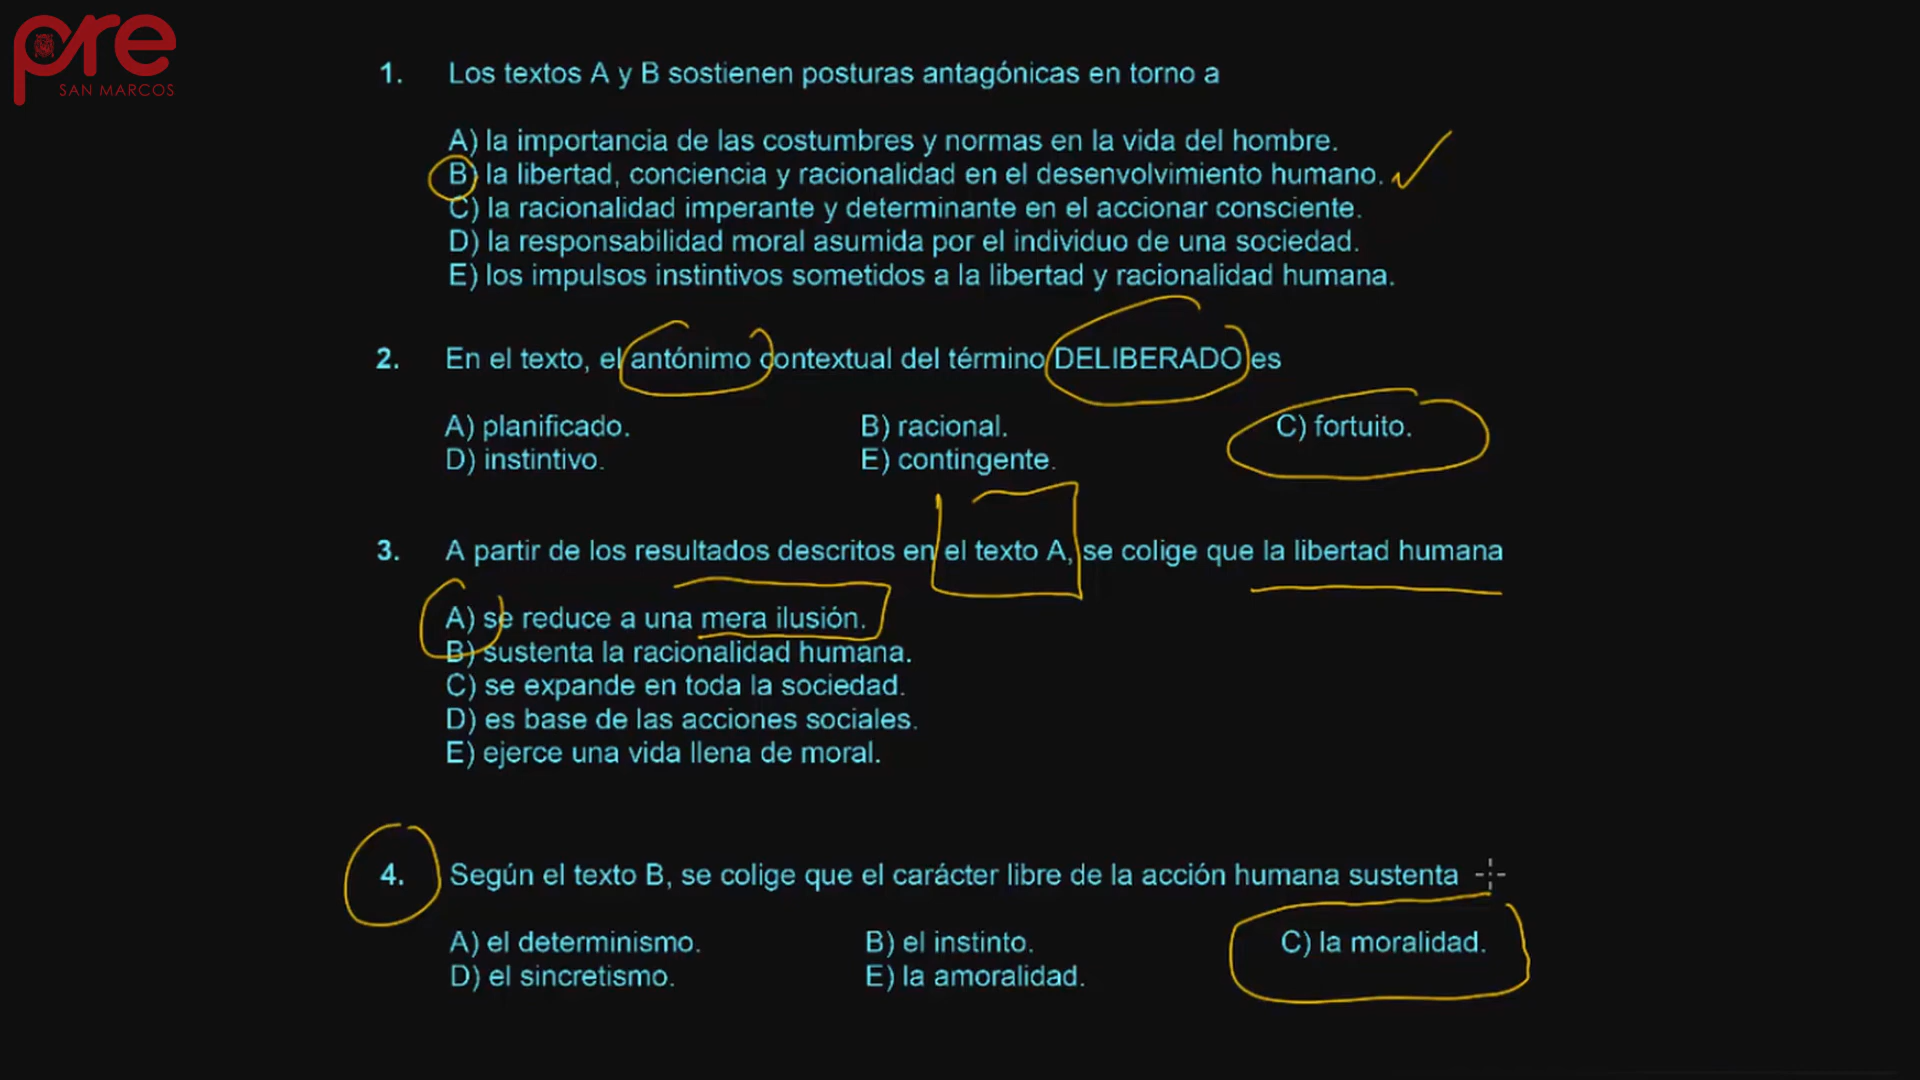 pre
SAN MARCOS
1. Los textos A y B sostienen posturas antagónicas en torno a
A) la importancia de las costumbres y normas en la vida del hombre.
B) la libertad, conciencia y racionalidad en el desenvolvimiento humano.
C) la racionalidad imperante y determinante en el accionar consciente.
D) la responsabilidad moral asumida por el individuo de una sociedad.
E) los impulsos instintivos sometidos a la libertad y racionalidad humana.
2. En el texto, el antónimo contextual del término DELIBERADO es
A) planificado. B) racional. C) fortuito.
D) instintivo. E) contingente.
3. A partir de los resultados descritos en el texto A, se colige que la libertad humana
A) se reduce a una mera ilusión.
B) sustenta la racionalidad humana.
C) se expande en toda la sociedad.
D) es base de las acciones sociales.
E) ejerce una vida llena de moral.
4. Según el texto B, se colige que el carácter libre de la acción humana sustenta
A) el determinismo. B) el instinto. C) la moralidad.
D) el sincretismo. E) la amoralidad.